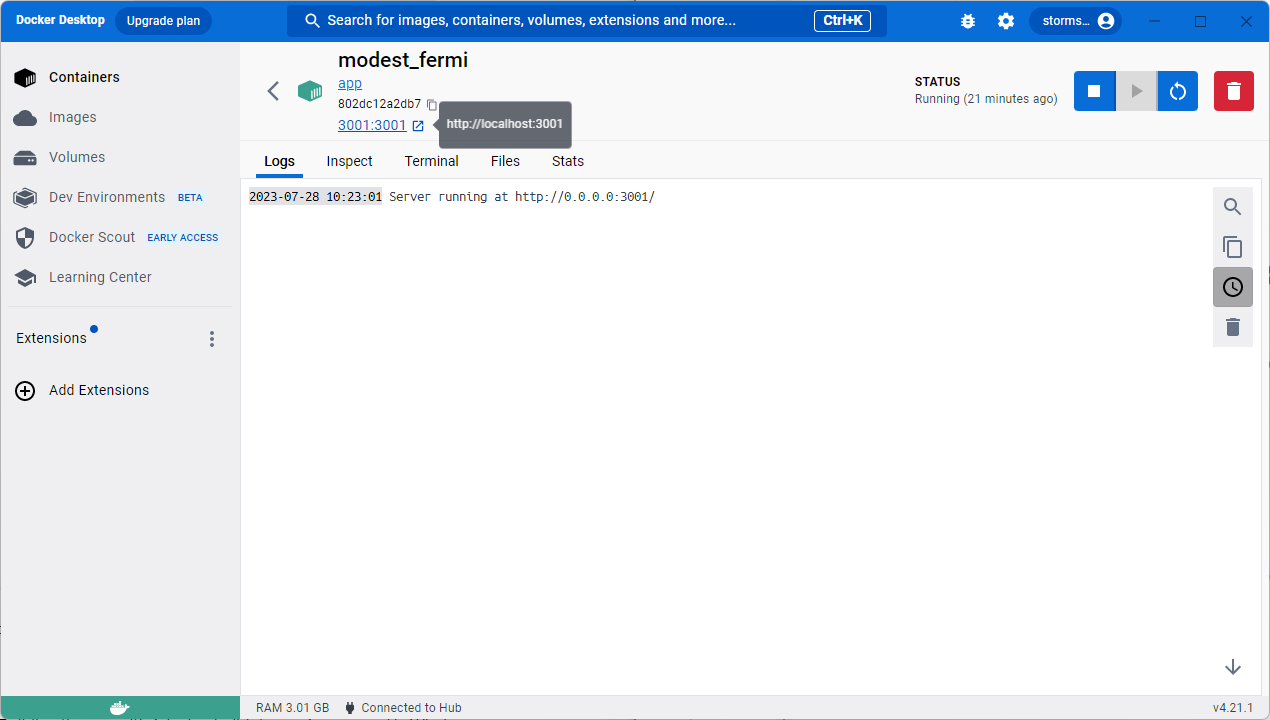 Docker Desktop
Upgrade plan
Search for images, containers, volumes, extensions and more...
Ctrl+K
storms...
Containers
Images
Volumes
Dev Environments BETA
Docker Scout EARLY ACCESS
Learning Center
Extensions
Add Extensions
modest_fermi
app
802dc12a2db7
3001:3001
http://localhost:3001
STATUS
Running (21 minutes ago)
Logs
Inspect
Terminal
Files
Stats
2023-07-28 10:23:01 Server running at http://0.0.0.0:3001/
RAM 3.01 GB
Connected to Hub
v4.21.1